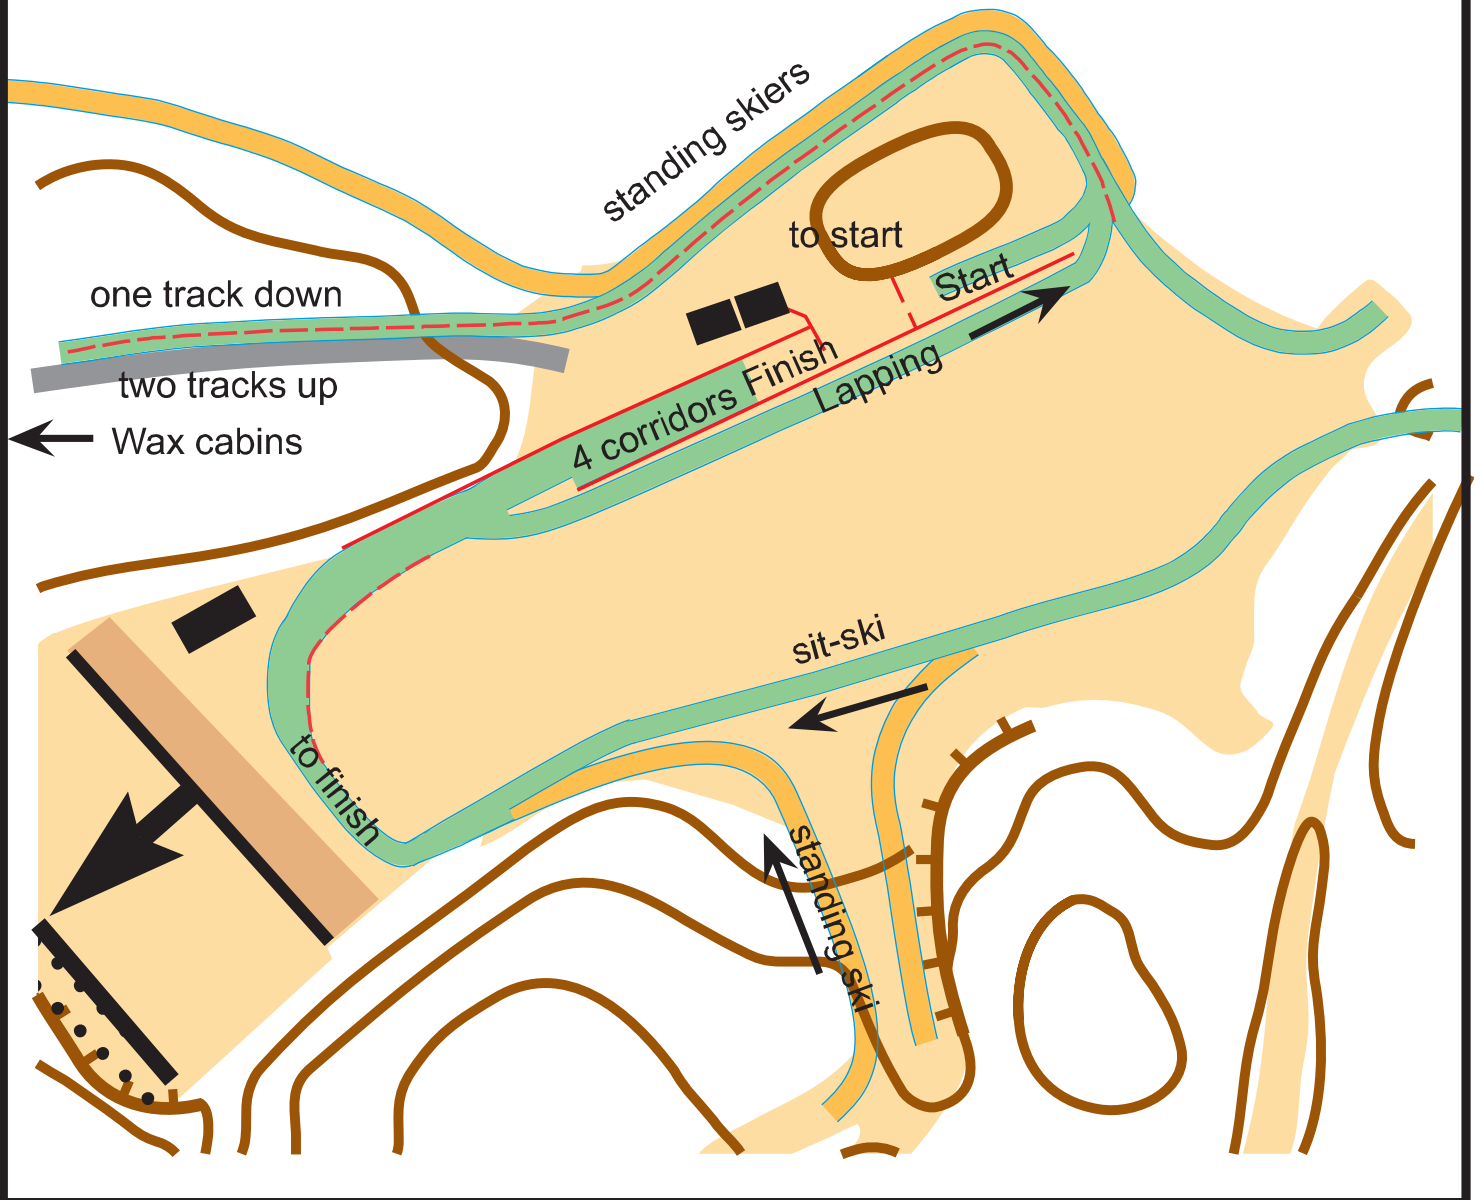 standing skiers
to start
Start
one track down
two tracks up
Wax cabins
Finish
Lapping
4 corridors
sit-ski
to finish
standing ski